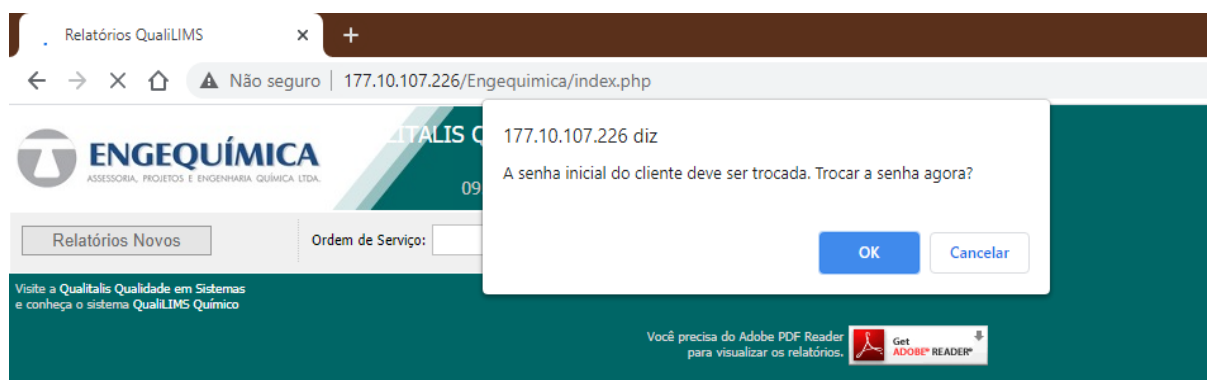 Relatórios QualiLIMS
Não seguro | 177.10.107.226/Engequimica/index.php
ENGEQUÍMICA
ASSESSORIA, PROJETOS E ENGENHARIA QUÍMICA LTDA.
TALIS Q
09
177.10.107.226 diz
A senha inicial do cliente deve ser trocada. Trocar a senha agora?
OK Cancelar
Relatórios Novos
Ordem de Serviço:
Visite a Qualitalis Qualidade em Sistemas
e conheça o sistema QualiLIMS Químico
Você precisa do Adobe PDF Reader
para visualizar os relatórios.
Get
ADOBE® READER®